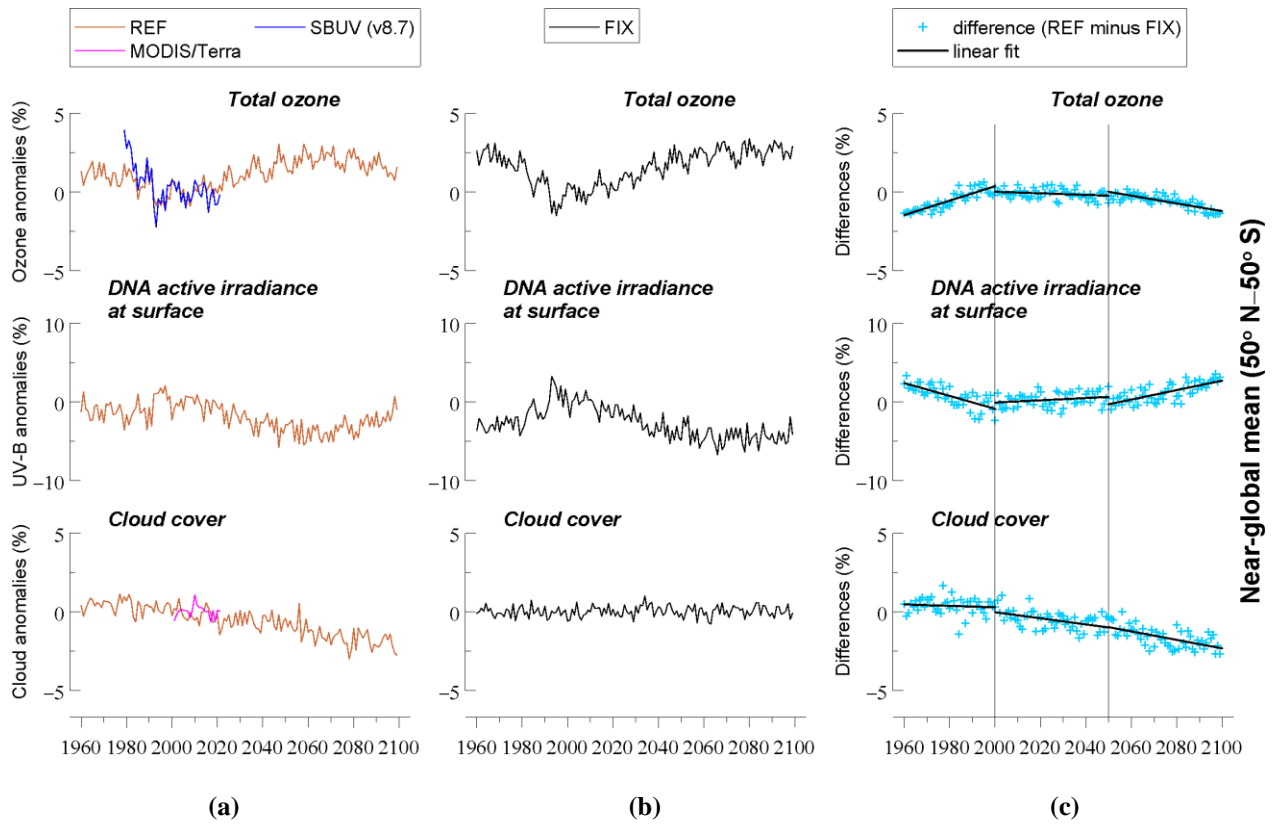 REF
SBUV (v8.7)
MODIS/Terra
FIX
difference (REF minus FIX)
linear fit
Total ozone
Total ozone
Total ozone
Ozone anomalies (%)
5
0
−5
5
0
−5
Differences (%)
5
0
−5
DNA active irradiance
at surface
DNA active irradiance
at surface
DNA active irradiance
at surface
UV-B anomalies (%)
10
0
−10
10
0
−10
Differences (%)
10
0
−10
Cloud cover
Cloud cover
Cloud cover
Cloud anomalies (%)
5
0
−5
5
0
−5
Differences (%)
5
0
−5
1960 1980 2000 2020 2040 2060 2080 2100
1960 1980 2000 2020 2040 2060 2080 2100
1960 1980 2000 2020 2040 2060 2080 2100
Near-global mean (50° N−50° S)
(a)
(b)
(c)